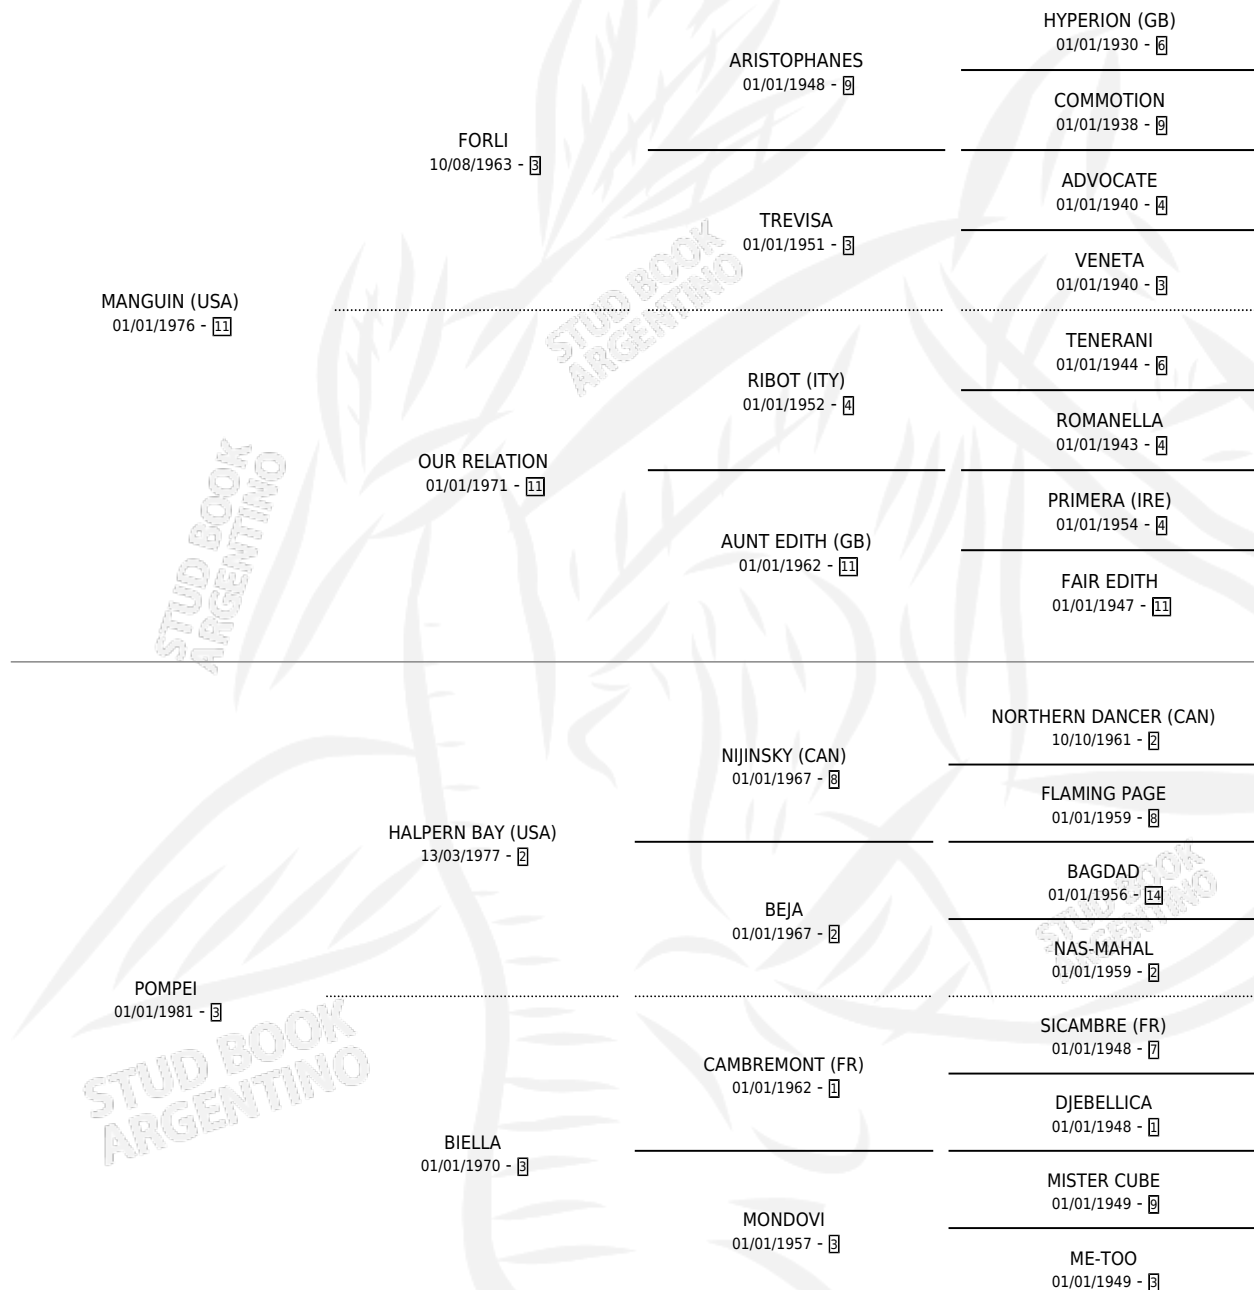 HYPERION (GB)
01/01/1930 - 6
ARISTOPHANES
01/01/1948 - 9
COMMOTION
01/01/1938 - 9
FORLI
10/08/1963 - 3
ADVOCATE
01/01/1940 - 4
TREVISA
01/01/1951 - 3
VENETA
01/01/1940 - 3
MANGUIN (USA)
01/01/1976 - 11
TENERANI
01/01/1944 - 6
RIBOT (ITY)
01/01/1952 - 4
ROMANELLA
01/01/1943 - 4
OUR RELATION
01/01/1971 - 11
PRIMERA (IRE)
01/01/1954 - 4
AUNT EDITH (GB)
01/01/1962 - 11
FAIR EDITH
01/01/1947 - 11
NORTHERN DANCER (CAN)
10/10/1961 - 2
NIJINSKY (CAN)
01/01/1967 - 8
FLAMING PAGE
01/01/1959 - 8
HALPERN BAY (USA)
13/03/1977 - 2
BAGDAD
01/01/1956 - 14
BEJA
01/01/1967 - 2
NAS-MAHAL
01/01/1959 - 2
POMPEI
01/01/1981 - 3
SICAMBRE (FR)
01/01/1948 - 7
CAMBREMONT (FR)
01/01/1962 - 1
DJEBELLICA
01/01/1948 - 1
BIELLA
01/01/1970 - 3
MISTER CUBE
01/01/1949 - 9
MONDOVI
01/01/1957 - 3
ME-TOO
01/01/1949 - 3
STUD BOOK
ARGENTINO
STUD BOOK
ARGENTINO
STUD BOOK
ARGENTINO
STUD BOOK
ARGENTINO